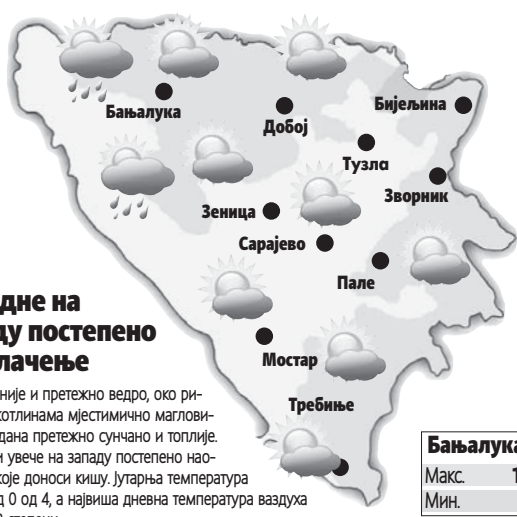 Бањалука
Добој
Бијељина
Тузла
Зворник
Зеница
Сарајево
Пале
Мостар
Требиње
дне на
ду постепено
лачење
није и претежно ведро, око ри-
котлинама мјестимично маглови-
дана претежно сунчано и топлије.
и увече на западу постепено нао-
које доноси кишу. Јутарња температура
д 0 од 4, а највиша дневна температура ваздуха
Бањалука
Макс. 1
Мин.